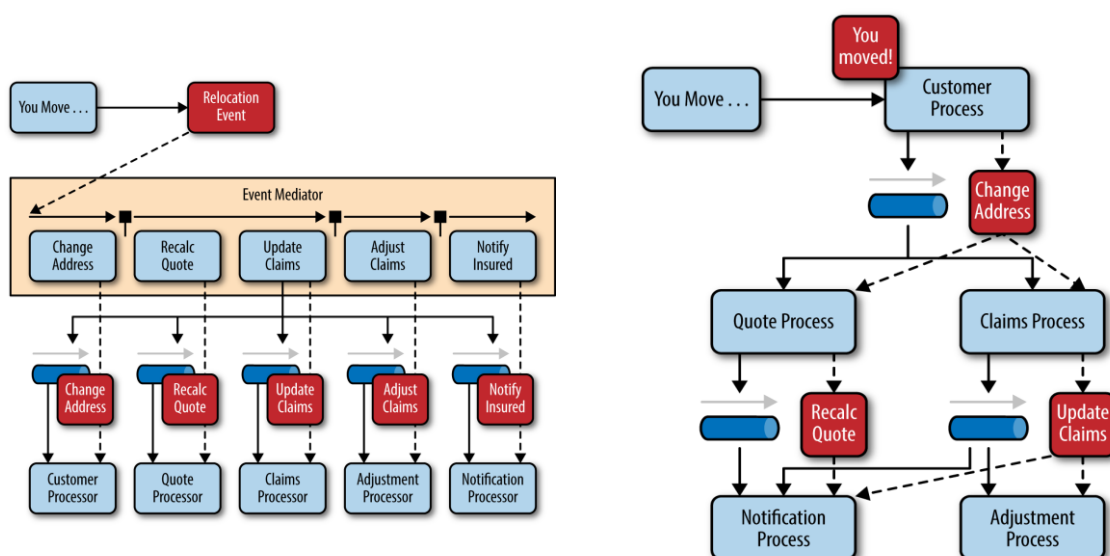 You Move . . .
Relocation
Event
Event Mediator
Change
Address
Recalc
Quote
Update
Claims
Adjust
Claims
Notify
Insured
Change
Address
Recalc
Quote
Update
Claims
Adjust
Claims
Notify
Insured
Customer
Processor
Quote
Processor
Claims
Processor
Adjustment
Processor
Notification
Processor
You
moved!
You Move . . .
Customer
Process
Change
Address
Quote Process
Claims Process
Recalc
Quote
Update
Claims
Notification
Process
Adjustment
Process